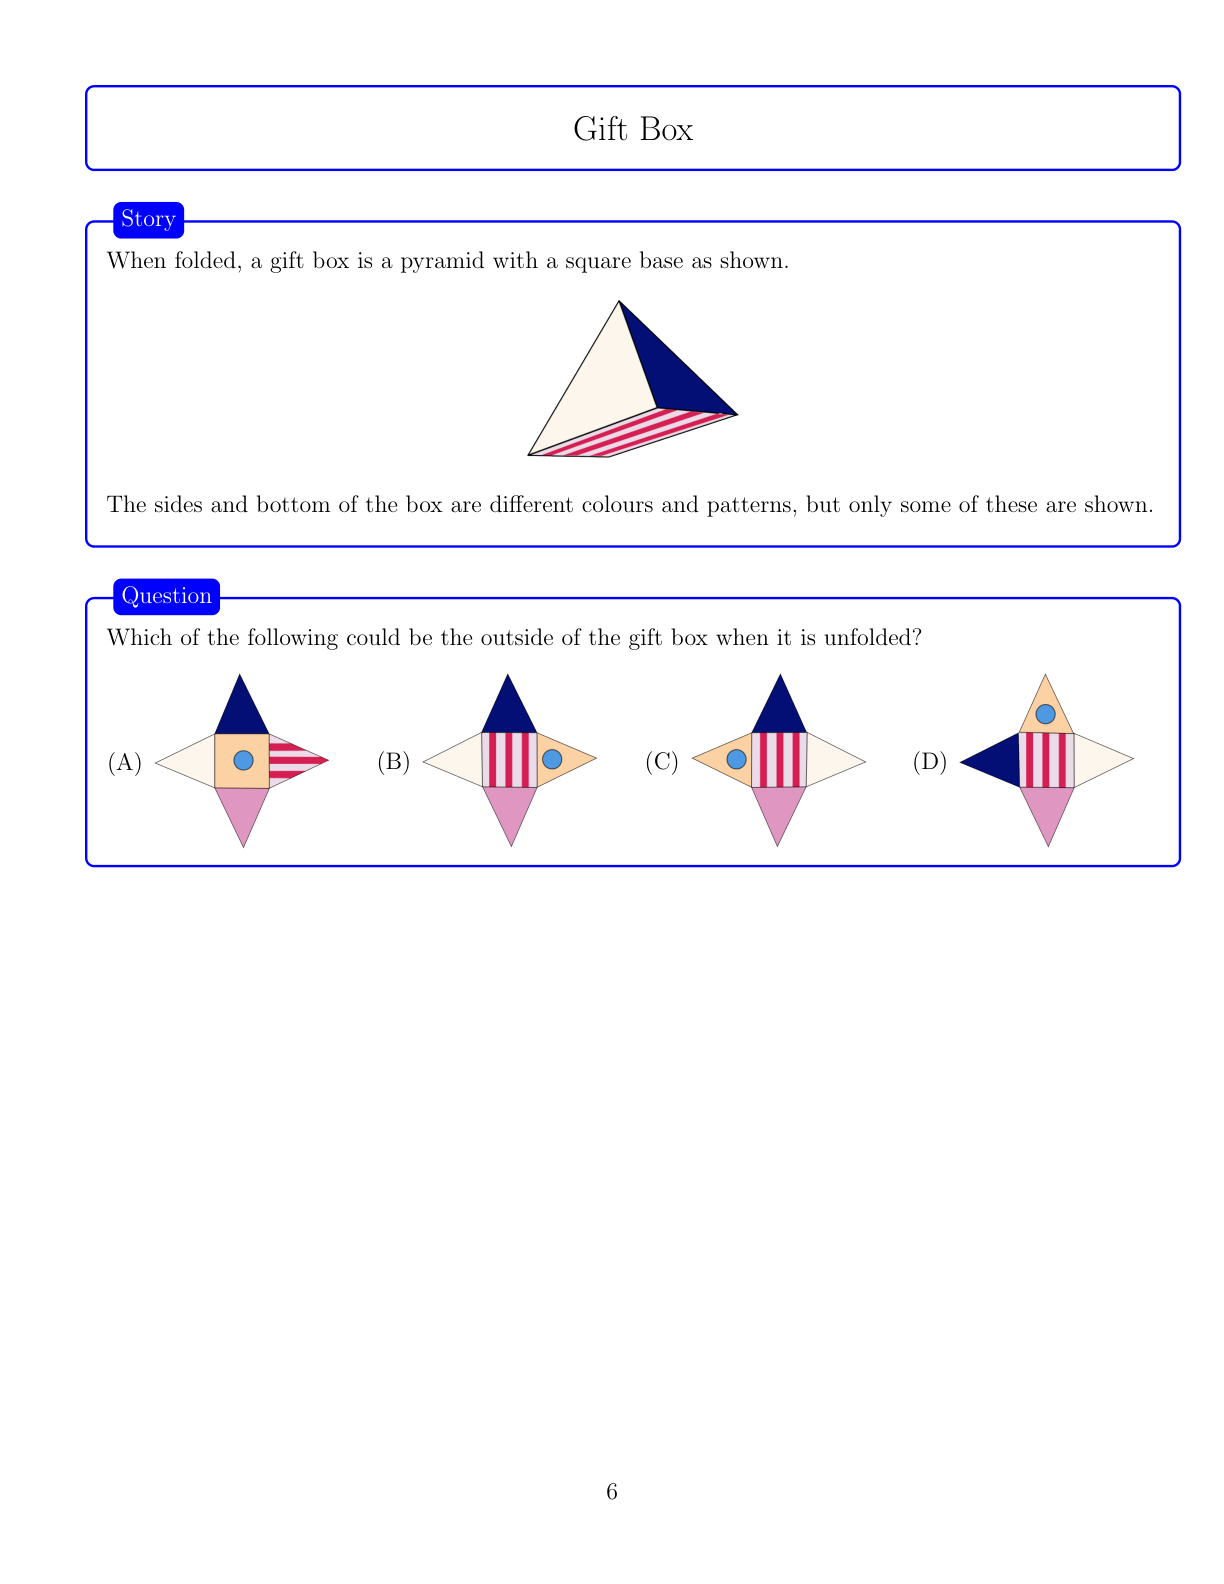 Gift Box
Story
When folded, a gift box is a pyramid with a square base as shown.
The sides and bottom of the box are different colours and patterns, but only some of these are shown.
Question
Which of the following could be the outside of the gift box when it is unfolded?
(A) (B) (C) (D)
6